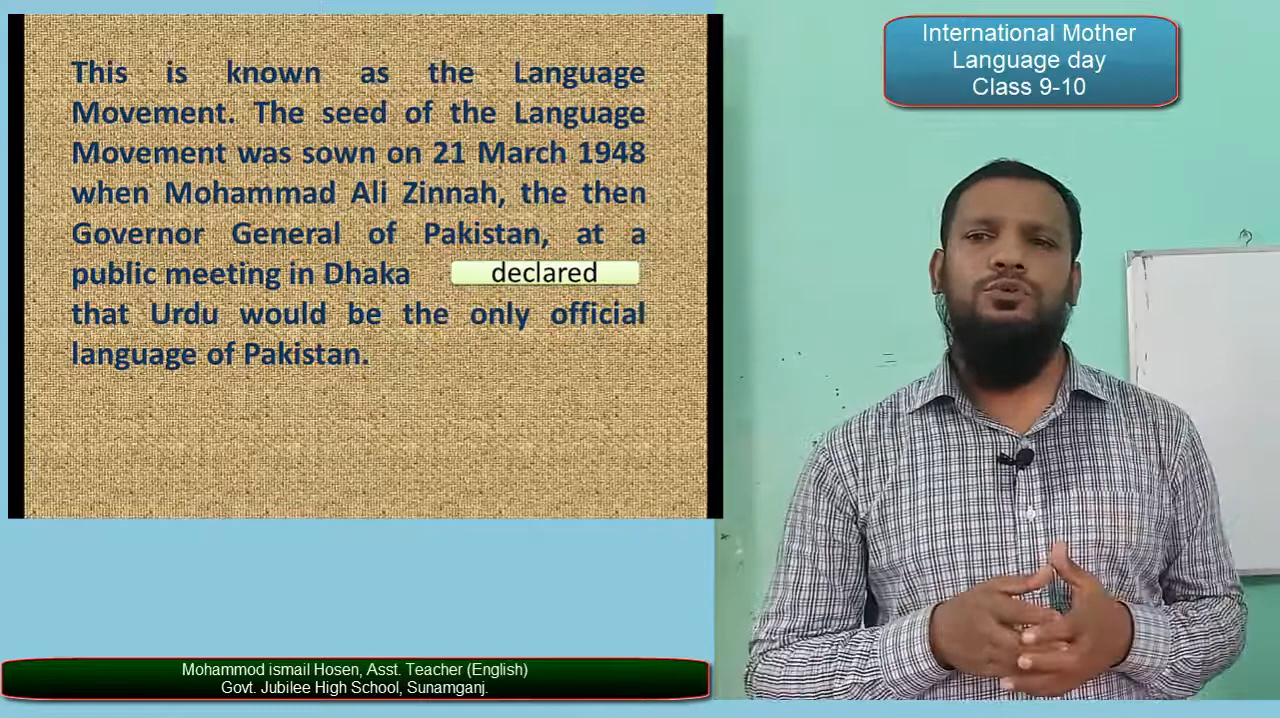 This is known as the Language
Movement. The seed of the Language
Movement was sown on 21 March 1948
when Mohammad Ali Zinnah, the then
Governor General of Pakistan, at a
public meeting in Dhaka declared
that Urdu would be the only official
language of Pakistan.
International Mother
Language day
Class 9-10
Mohammod ismail Hosen, Asst. Teacher (English)
Govt. Jubilee High School, Sunamganj.